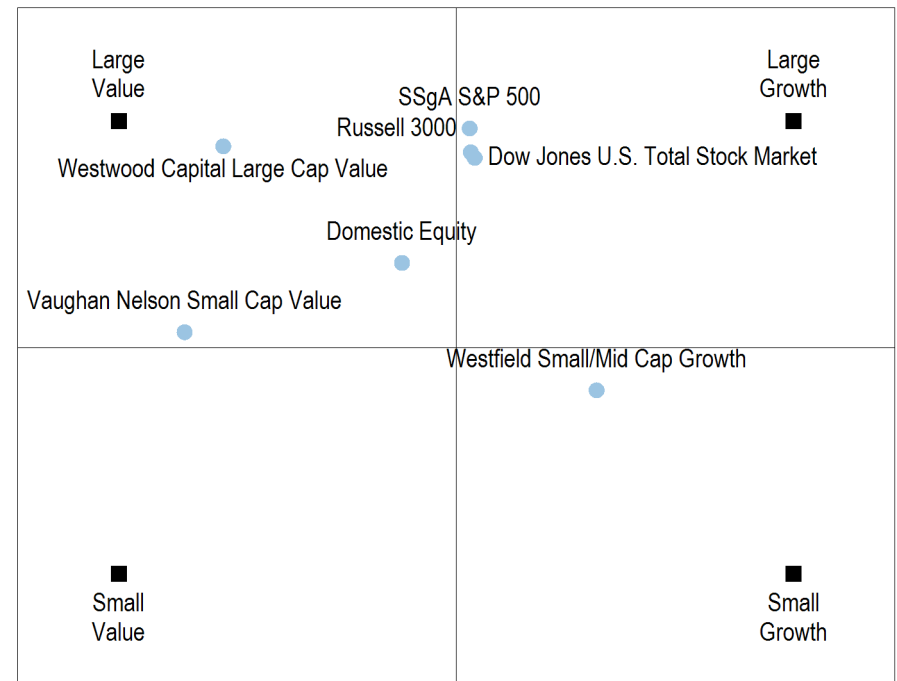 Large
Value
Large
Growth
SSgA S&P 500
Russell 3000
Dow Jones U.S. Total Stock Market
Westwood Capital Large Cap Value
Domestic Equity
Vaughan Nelson Small Cap Value
Westfield Small/Mid Cap Growth
Small
Value
Small
Growth